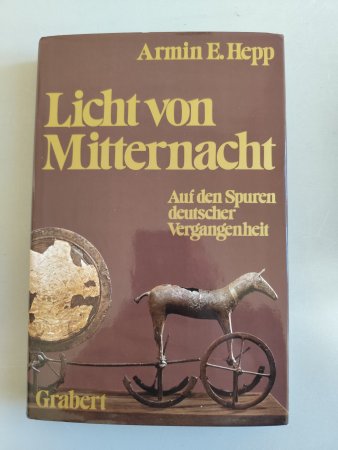 Armin E. Hepp
Licht von
Mitternacht
Auf den Spuren
deutscher
Vergangenheit
Grabert